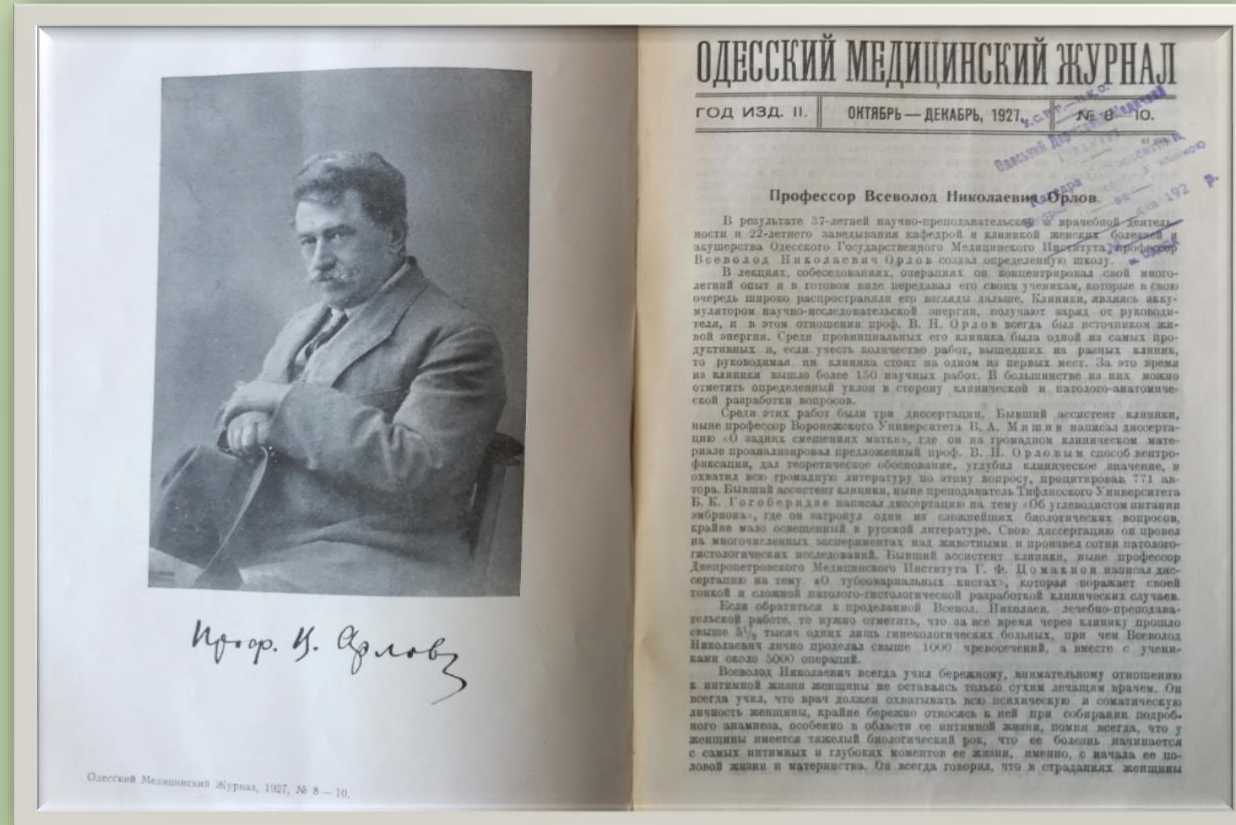 Проф. В. Орловъ
Одесский Медицинский Журнал, 1927, № 8 — 10.
ОДЕССКИЙ МЕДИЦИНСКИЙ ЖУРНАЛ
ГОД ИЗД. II.
ОКТЯБРЬ — ДЕКАБРЬ, 1927.
№ 8 10.
Профессор Всеволод Николаевич Орлов.
В результате 37-летней научно-преподавательской и врачебной деятель-
ности и 22-летнего заведывания кафедрой и клиникой женских болезней и
акушерства Одесского Государственного Медицинского Института, профессор
Всеволод Николаевич Орлов создал определенную школу.
В лекциях, собеседованиях, операциях он концентрировал свой много-
летний опыт и в готовом виде передавал его своим ученикам, которые в свою
очередь широко распространяли его взгляды дальше. Клиники, являясь акку-
мулятором научно-исследовательской энергии, получают заряд от руководи-
теля, и в этом отношении проф. В. Н. Орлов всегда был источником жи-
вой энергии. Среди провинциальных его клиника была одной из самых про-
дуктивных и, если учесть количество работ, вышедших из разных клиник,
то руководимая им клиника стоит на одном из первых мест. За это время
из клиники вышло более 150 научных работ. В большинстве из них можно
отметить определенный уклон в сторону клинической и патолого-анатомиче-
ской разработки вопросов.
Среди этих работ были три диссертации. Бывший ассистент клиники,
ныне профессор Воронежского Университета В. А. Мишин написал диссерта-
цию «О задних смещениях матки», где он на громадном клиническом мате-
риале проанализировал предложенный проф. В. Н. Орловым способ вентро-
фиксации, дал теоретическое обоснование, углубил клиническое значение, и
охватил всю громадную литературу по этому вопросу, процитировав 771 ав-
тора. Бывший ассистент клиники, ныне преподаватель Тифлисского Университета
Б. К. Гогоберидзе написал диссертацию на тему «Об углеводистом питании
эмбриона», где он затронул один из сложнейших биологических вопросов,
крайне мало освещенный в русской литературе. Свою диссертацию он провел
на многочисленных экспериментах над животными и произвел сотни патолого-
гистологических исследований. Бывший ассистент клиники, ныне профессор
Днепропетровского Медицинского Института Г. Ф. Цомакион написал дис-
сертацию на тему «О тубоовариальных кистах», которая поражает своей
тонкой и сложной патолого-гистологической разработкой клинических случаев.
Если обратиться к проделанной Всевол. Николаев. лечебно-преподава-
тельской работе, то нужно отметить, что за все время через клинику прошло
свыше 5½ тысяч одних лишь гинекологических больных, при чем Всеволод
Николаевич лично проделал свыше 1000 чревосечений, а вместе с учени-
ками около 5000 операций.
Всеволод Николаевич всегда учил бережному, внимательному отношению
к интимной жизни женщины не оставаясь только сухим лечащим врачем. Он
всегда учил, что врач должен охватывать всю психическую и соматическую
личность женщины, крайне бережно относясь к ней при собирании подроб-
ного анамнеза, особенно в области ее интимной жизни, помня всегда, что у
женщины имеется тяжелый биологический рок, что ее болезнь начинается
с самых интимных и глубоких моментов ее жизни, именно, с начала ее по-
ловой жизни и материнства. Он всегда говорил, что в страданиях женщины
У.С.Р.Р.—Н.К.О.
Одеський Державний Медичний
Кафедра
192 р.